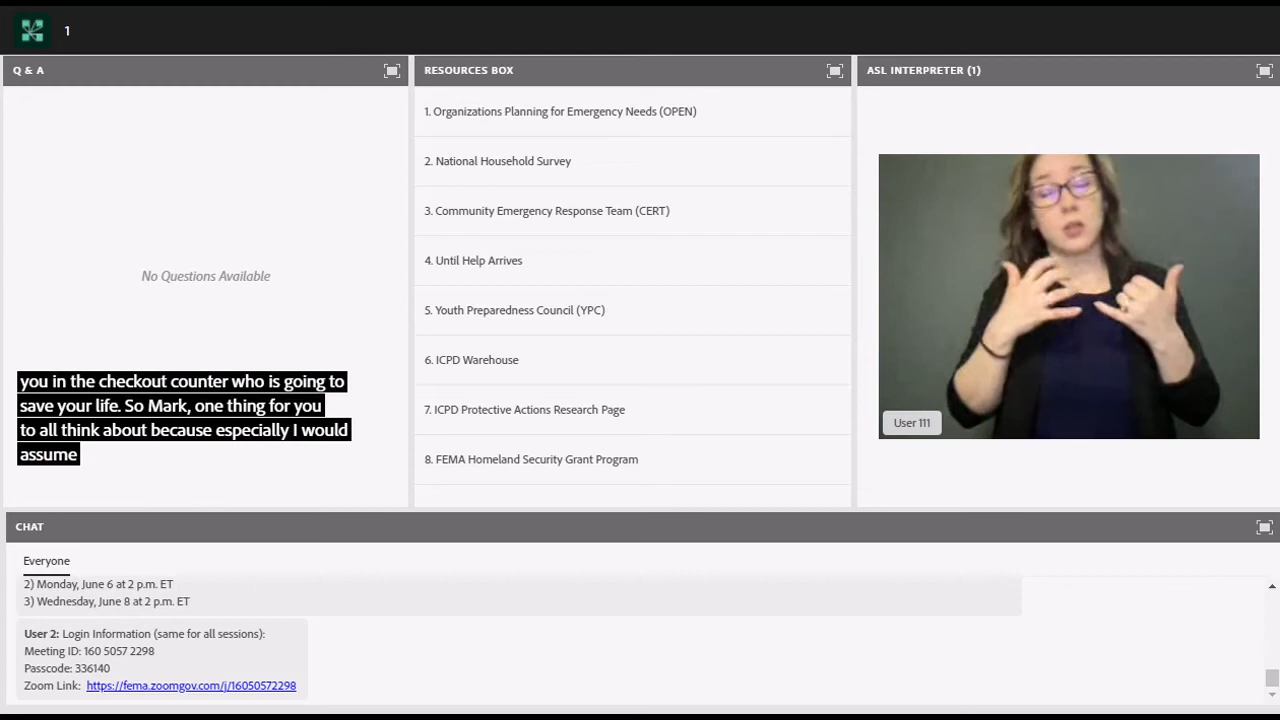 1
Q & A
No Questions Available
you in the checkout counter who is going to
save your life. So Mark, one thing for you
to all think about because especially I would
assume
RESOURCES BOX
1. Organizations Planning for Emergency Needs (OPEN)
2. National Household Survey
3. Community Emergency Response Team (CERT)
4. Until Help Arrives
5. Youth Preparedness Council (YPC)
6. ICPD Warehouse
7. ICPD Protective Actions Research Page
8. FEMA Homeland Security Grant Program
ASL INTERPRETER (1)
User 111
CHAT
Everyone
2) Monday, June 6 at 2 p.m. ET
3) Wednesday, June 8 at 2 p.m. ET
User 2: Login Information (same for all sessions):
Meeting ID: 160 5057 2298
Passcode: 336140
Zoom Link: https://fema.zoomgov.com/j/16050572298